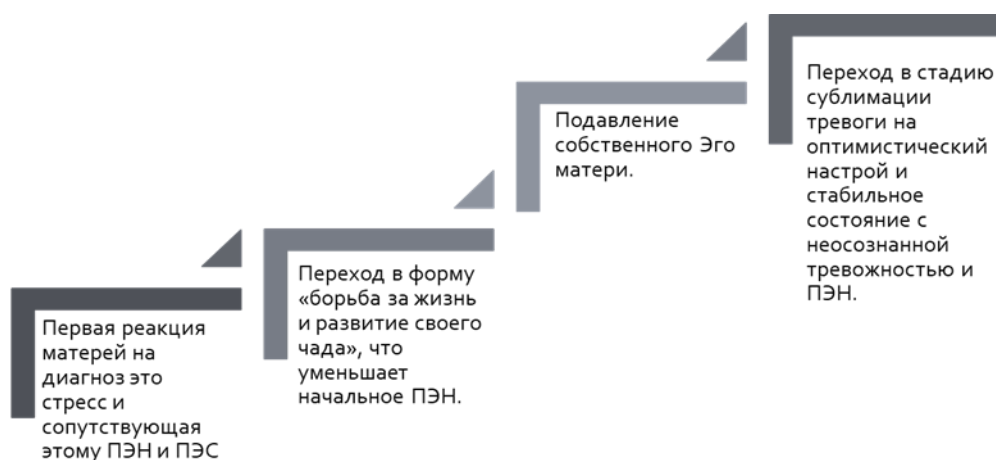 Первая реакция
матерей на
диагноз это
стресс и
сопутствующая
этому ПЭН и ПЭС
Переход в форму
«борьба за жизнь
и развитие своего
чада», что
уменьшает
начальное ПЭН.
Подавление
собственного Эго
матери.
Переход в стадию
сублимации
тревоги на
оптимистический
настрой и
стабильное
состояние с
неосознанной
тревожностью и
ПЭН.